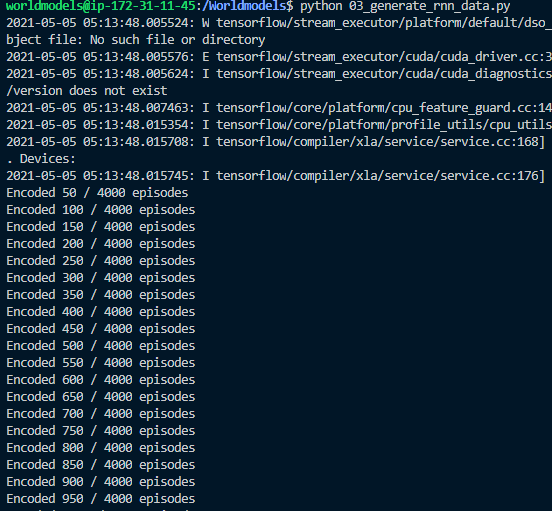 worldmodels@ip-172-31-11-45:/Worldmodels$ python 03_generate_rnn_data.py
2021-05-05 05:13:48.005524: W tensorflow/stream_executor/platform/default/dso_
bject file: No such file or directory
2021-05-05 05:13:48.005576: E tensorflow/stream_executor/cuda/cuda_driver.cc:3
2021-05-05 05:13:48.005624: I tensorflow/stream_executor/cuda/cuda_diagnostics
/version does not exist
2021-05-05 05:13:48.007463: I tensorflow/core/platform/cpu_feature_guard.cc:14
2021-05-05 05:13:48.015354: I tensorflow/core/platform/profile_utils/cpu_utils
2021-05-05 05:13:48.015708: I tensorflow/compiler/xla/service/service.cc:168]
. Devices:
2021-05-05 05:13:48.015745: I tensorflow/compiler/xla/service/service.cc:176]
Encoded 50 / 4000 episodes
Encoded 100 / 4000 episodes
Encoded 150 / 4000 episodes
Encoded 200 / 4000 episodes
Encoded 250 / 4000 episodes
Encoded 300 / 4000 episodes
Encoded 350 / 4000 episodes
Encoded 400 / 4000 episodes
Encoded 450 / 4000 episodes
Encoded 500 / 4000 episodes
Encoded 550 / 4000 episodes
Encoded 600 / 4000 episodes
Encoded 650 / 4000 episodes
Encoded 700 / 4000 episodes
Encoded 750 / 4000 episodes
Encoded 800 / 4000 episodes
Encoded 850 / 4000 episodes
Encoded 900 / 4000 episodes
Encoded 950 / 4000 episodes